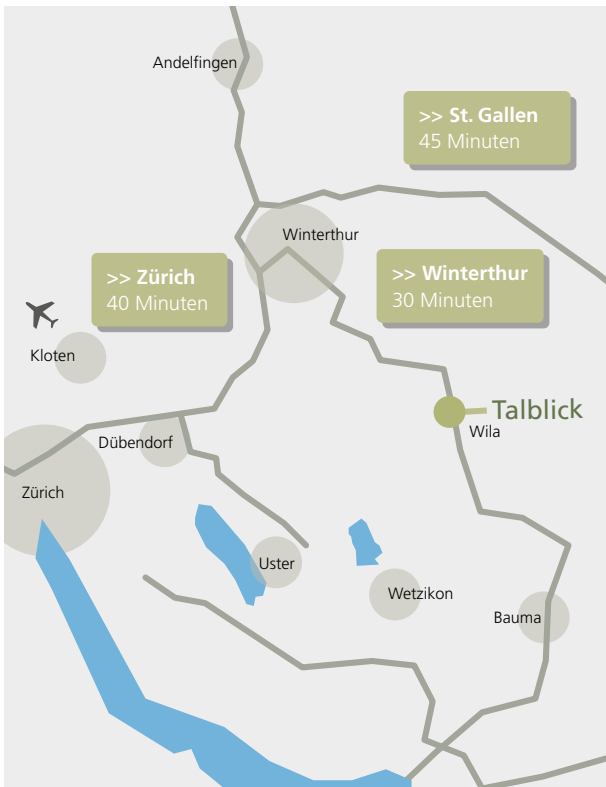 Andelfingen
>> St. Gallen
45 Minuten
Winterthur
>> Zürich
40 Minuten
>> Winterthur
30 Minuten
Kloten
Talblick
Wila
Dübendorf
Zürich
Uster
Wetzikon
Bauma